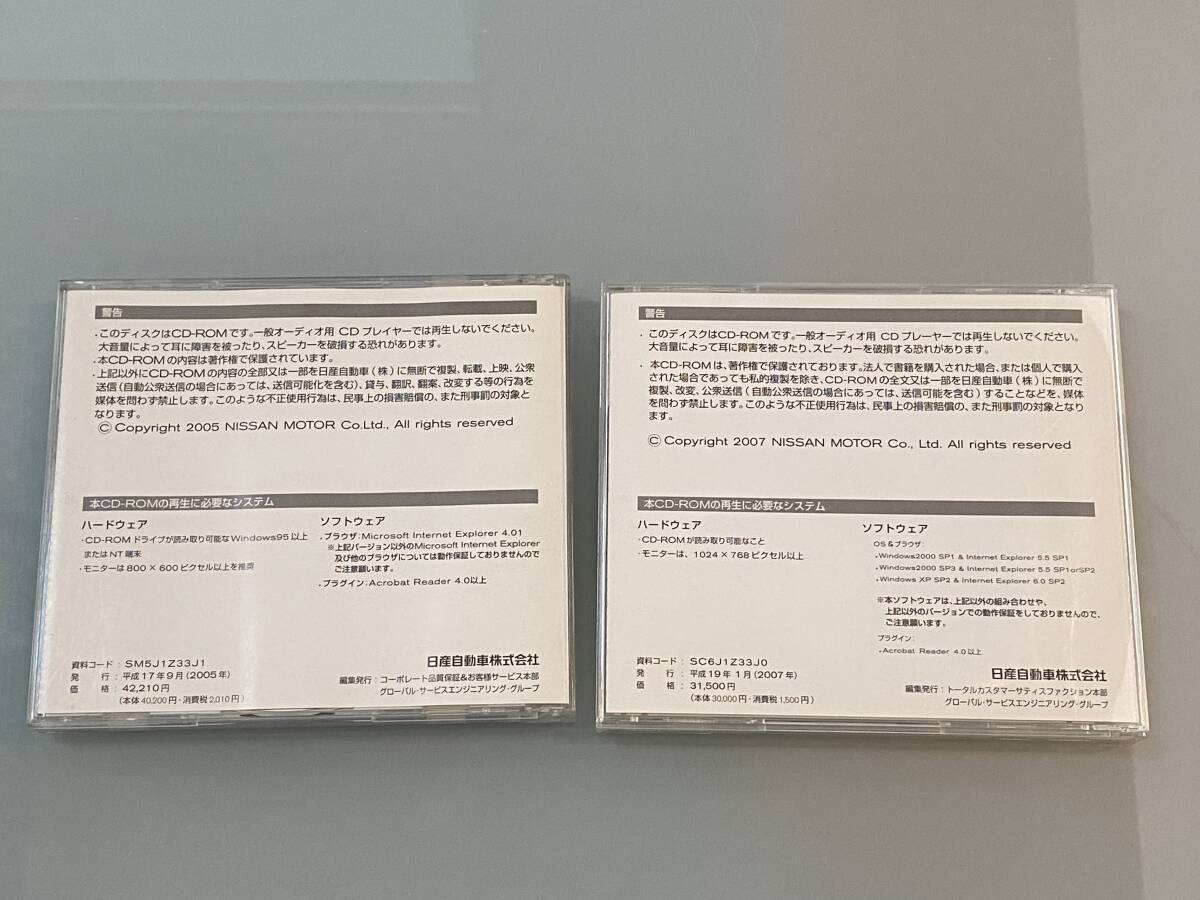 警告
・このディスクはCD-ROMです。一般オーディオ用 CD プレイヤーでは再生しないでください。
大音量によって耳に障害を被ったり、スピーカーを破損する恐れがあります。
・本CD-ROMの内容は著作権で保護されています。
・上記以外にCD-ROMの内容の全部又は一部を日産自動車（株）に無断で複製、転載、上映、公衆
送信（自動公衆送信の場合にあっては、送信可能化を含む）、貸与、翻訳、翻案、改変する等の行為を
媒体を問わず禁止します。このような不正使用行為は、民事上の損害賠償の、また刑事罰の対象と
なります。
© Copyright 2005 NISSAN MOTOR Co.Ltd., All rights reserved
本CD-ROMの再生に必要なシステム
ハードウェア
・CD-ROM ドライブが読み取り可能なWindows95以上
または NT 端末
・モニターは 800 × 600 ピクセル以上を推奨
ソフトウェア
・ブラウザ：Microsoft Internet Explorer 4.01
※上記バージョン以外のMicrosoft Internet Explorer
及び他のブラウザについては動作保証しておりませんので
ご注意願います。
・プラグイン：Acrobat Reader 4.0以上
資料コード：SM5J1Z33J1
発　行：平成17年9月（2005年）
価　格：42,210円
（本体 40,200円・消費税 2,010円）
日産自動車株式会社
編集発行：コーポレート品質保証&お客様サービス本部
グローバル・サービスエンジニアリング・グループ
警告
・このディスクはCD-ROMです。一般オーディオ用 CD プレーヤーでは再生しないでください。
大音量によって耳に障害を被ったり、スピーカーを破損する恐れがあります。
・本CD-ROMは、著作権で保護されております。法人で書籍を購入された場合、または個人で購入
された場合であっても私的複製を除き、CD-ROMの全文又は一部を日産自動車（株）に無断で
複製、改変、公衆送信（自動公衆送信の場合にあっては、送信可能を含む）することなどを、媒体
を問わず禁止します。このような不正使用行為は、民事上の損害賠償の、また刑事罰の対象となり
ます。
© Copyright 2007 NISSAN MOTOR Co., Ltd. All rights reserved
本CD-ROMの再生に必要なシステム
ハードウェア
・CD-ROMが読み取り可能なこと
・モニターは、1024 × 768 ピクセル以上
ソフトウェア
OS &ブラウザ：
・Windows2000 SP1 & Internet Explorer 5.5 SP1
・Windows2000 SP3 & Internet Explorer 5.5 SP1orSP2
・Windows XP SP2 & Internet Explorer 6.0 SP2
※本ソフトウェアは、上記以外の組み合わせや、
上記以外のバージョンでの動作保証をしておりませんので、
ご注意願います。
プラグイン：
・Acrobat Reader 4.0以上
資料コード：SC6J1Z33J0
発　行：平成19年1月（2007年）
価　格：31,500円
（本体 30,000円・消費税 1,500円）
日産自動車株式会社
編集発行：トータルカスタマーサティスファクション本部
グローバル・サービスエンジニアリング・グループ